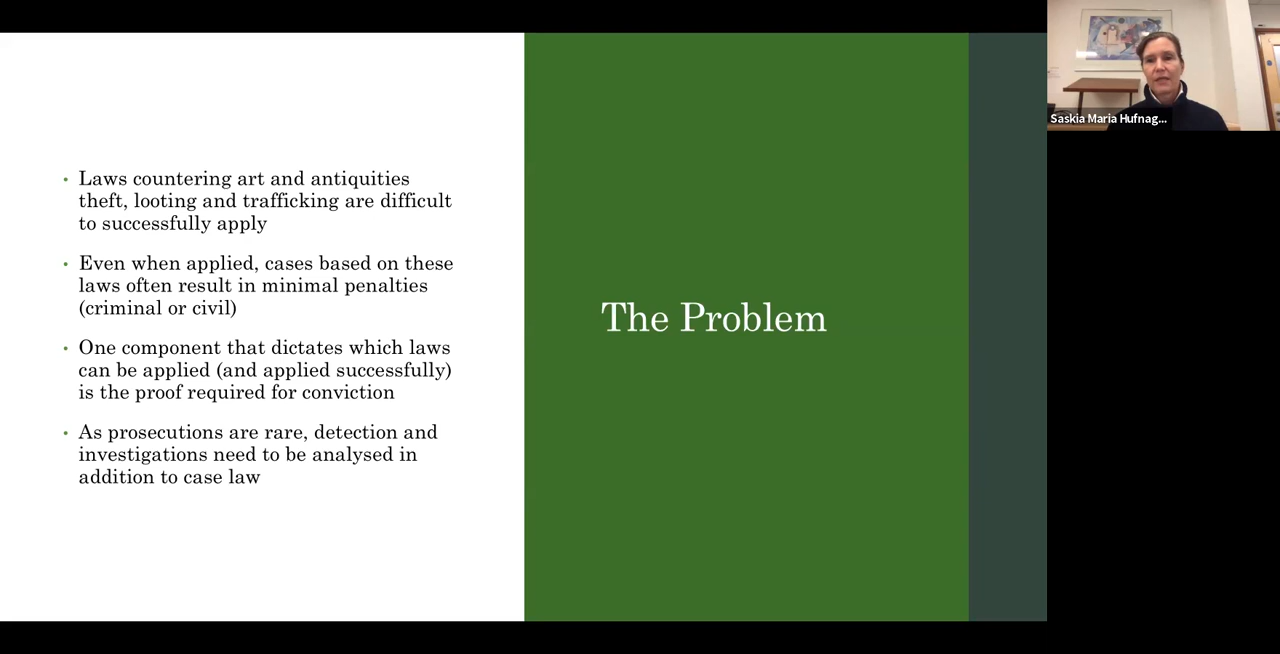 Laws countering art and antiquities
theft, looting and trafficking are difficult
to successfully apply
Even when applied, cases based on these
laws often result in minimal penalties
(criminal or civil)
One component that dictates which laws
can be applied (and applied successfully)
is the proof required for conviction
As prosecutions are rare, detection and
investigations need to be analysed in
addition to case law
The Problem
Saskia Maria Hufnag...